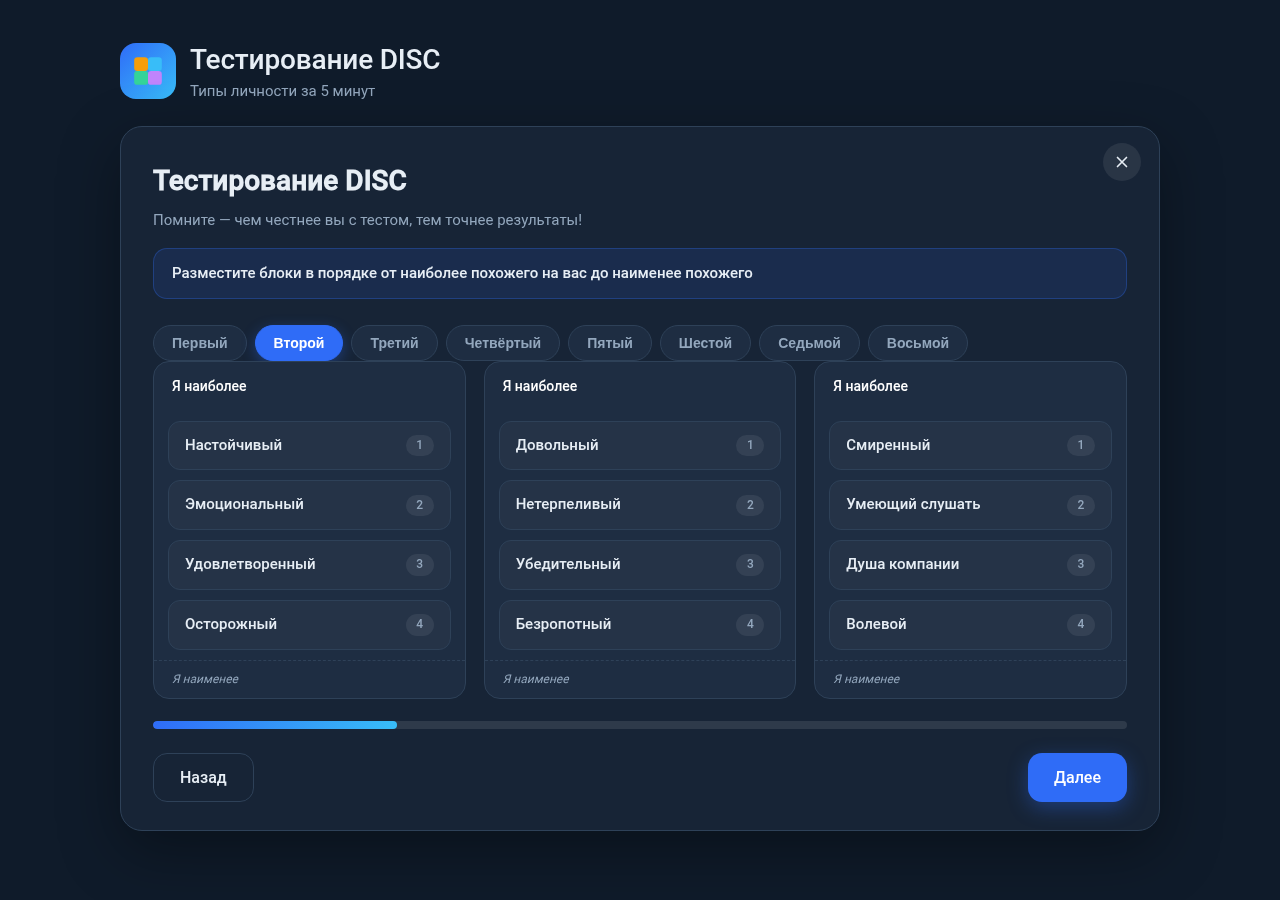 Тестирование DISC
Типы личности за 5 минут
Тестирование DISC
Помните — чем честнее вы с тестом, тем точнее результаты!
Разместите блоки в порядке от наиболее похожего на вас до наименее похожего
Первый Второй Третий Четвёртый Пятый Шестой Седьмой Восьмой
Я наиболее
Настойчивый 1
Эмоциональный 2
Удовлетворенный 3
Осторожный 4
Я наименее
Я наиболее
Довольный 1
Нетерпеливый 2
Убедительный 3
Безропотный 4
Я наименее
Я наиболее
Смиренный 1
Умеющий слушать 2
Душа компании 3
Волевой 4
Я наименее
Назад
Далее